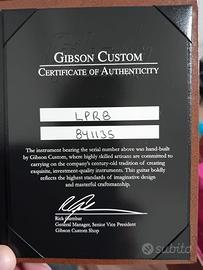 GIBSON CUSTOM
CERTIFICATE OF AUTHENTICITY
LPR8
841135
The instrument bearing the serial number above was hand-built
by Gibson Custom, where highly skilled artisans are committed to
carrying on the company's century-old tradition of creating
exquisite, investment-quality instruments. This guitar boldly
reflects the highest standards of imaginative design
and masterful craftsmanship.
Rick Gembar
General Manager, Senior Vice President
Gibson Custom Shop
subito